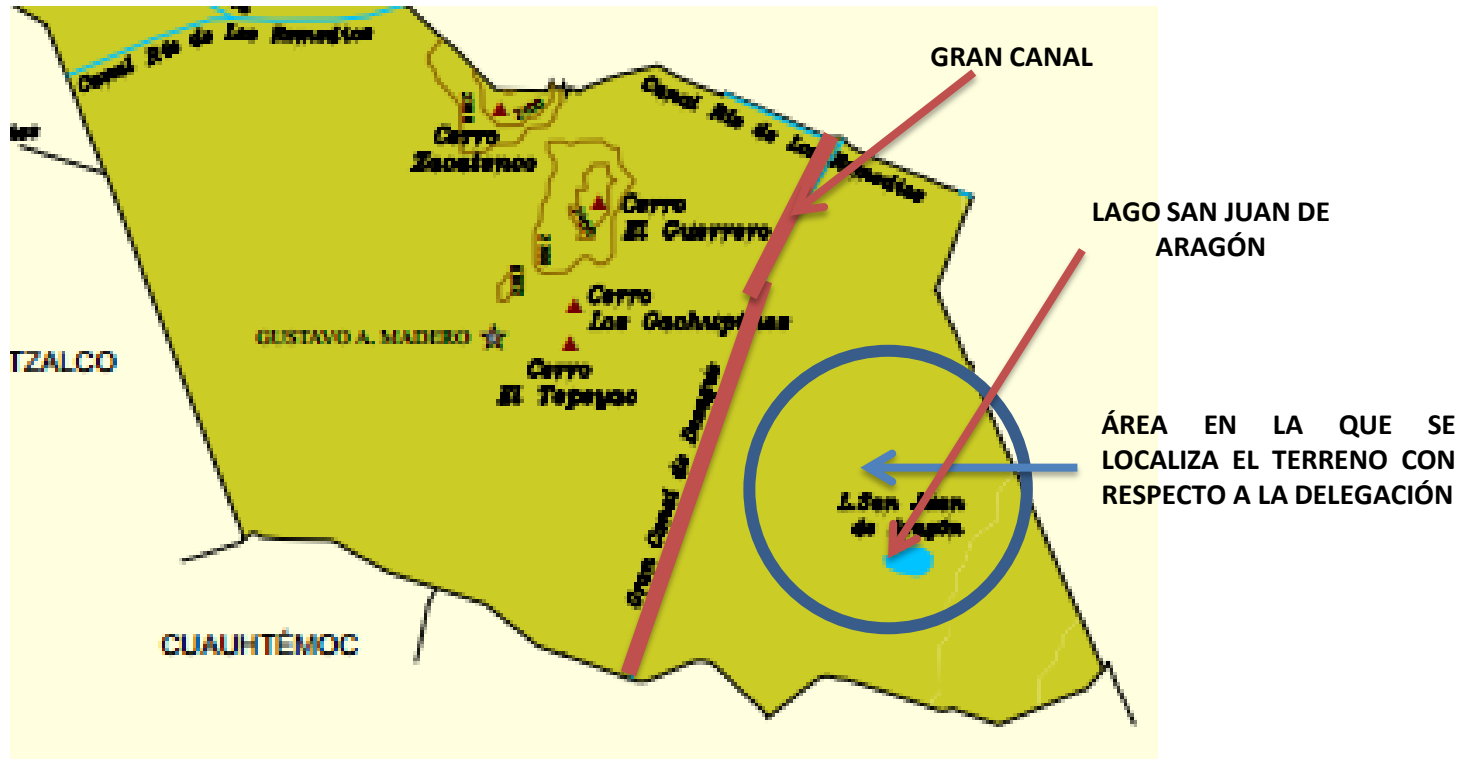 Canal Río de Los Remedios
GRAN CANAL
Canal Río de Los Remedios
Cerro
Zacatenco
LAGO SAN JUAN DE
ARAGÓN
Cerro
El Guerrero
Cerro
Los Gachupines
GUSTAVO A. MADERO
TZALCO
Cerro
El Tepeyac
Gran Canal de Desagüe
ÁREA EN LA QUE SE
LOCALIZA EL TERRENO CON
RESPECTO A LA DELEGACIÓN
L.San Juan
de Aragón
CUAUHTÉMOC